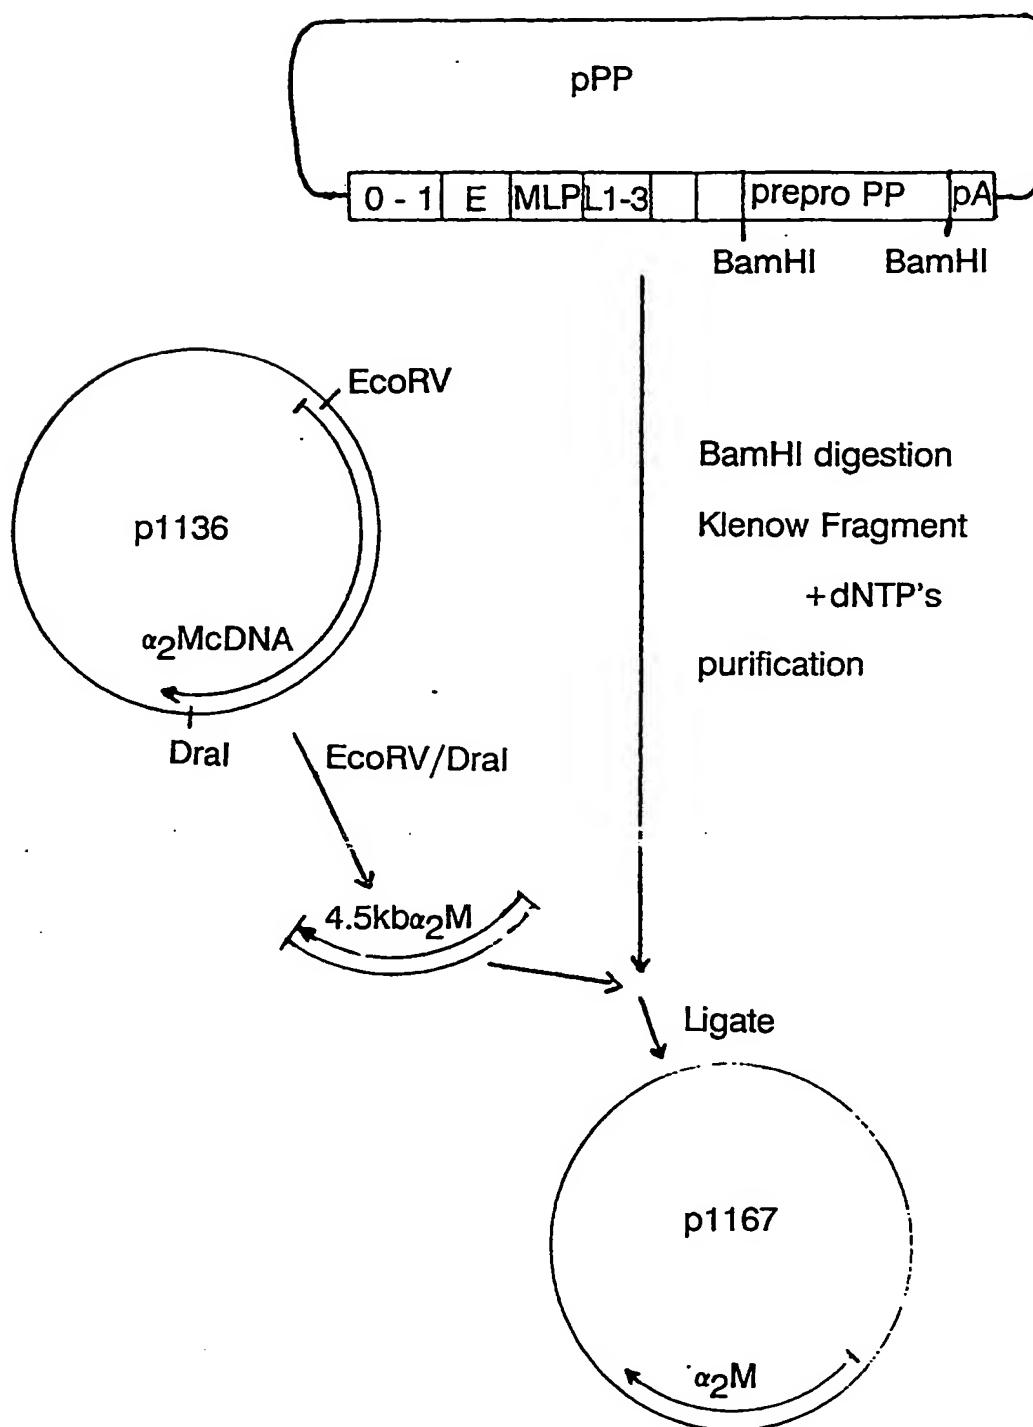 pPP
0 - 1 E MLP L1-3 prepro PP pA
BamHI BamHI
EcoRV
p1136
α2McDNA
DraI
BamHI digestion
Klenow Fragment
+dNTP's
purification
EcoRV/DraI
4.5kbα2M
Ligate
p1167
α2M